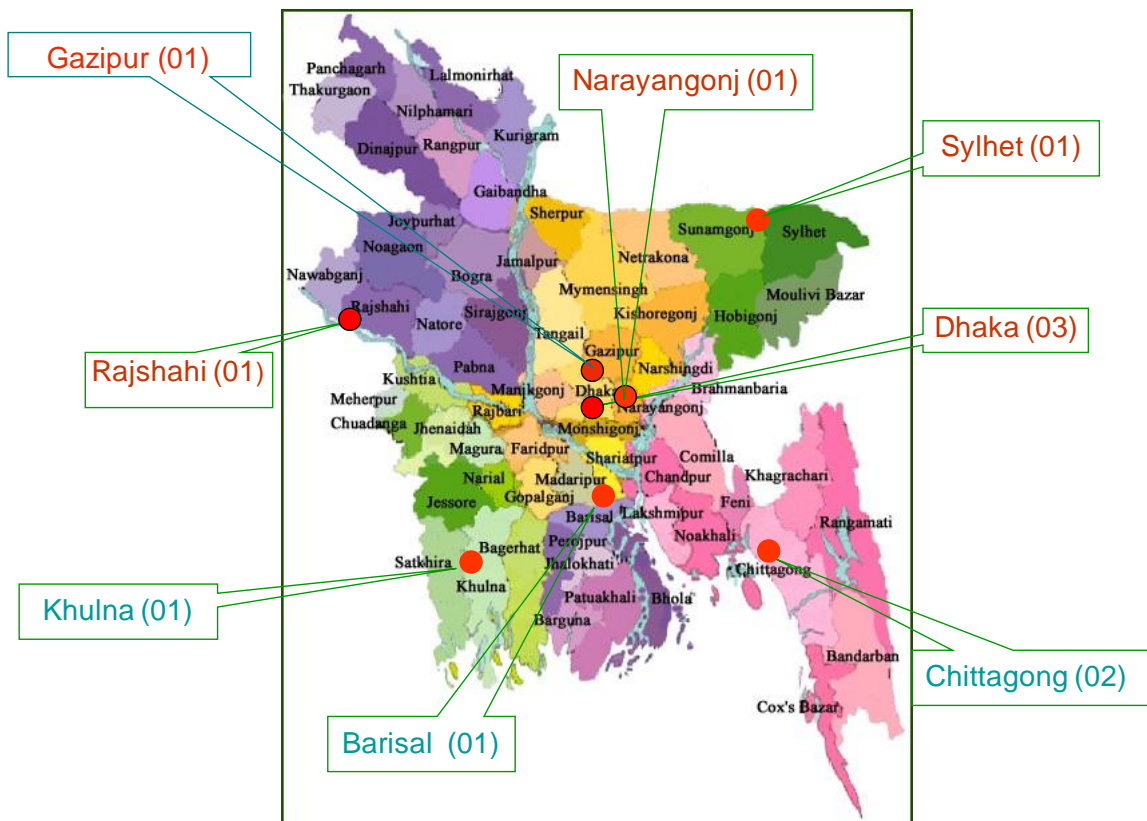 Gazipur (01)
Narayangonj (01)
Sylhet (01)
Dhaka (03)
Rajshahi (01)
Khulna (01)
Barisal (01)
Chittagong (02)
Panchagarh
Lalmonirhat
Thakurgaon
Nilphamari
Kurigram
Dinajpur
Rangpur
Gaibandha
Sherpur
Joypurhat
Sunamgonj
Sylhet
Noagaon
Netrakona
Jamalpur
Nawabganj
Bogra
Mymensingh
Moulivi Bazar
Rajshahi
Sirajgonj
Kishoregonj
Hobigonj
Natore
Tangail
Gazipur
Pabna
Narshingdi
Kushtia
Manikgonj
Dhaka
Brahmanbaria
Meherpur
Rajbari
Narayangonj
Chuadanga
Jhenaidah
Monshigonj
Magura
Faridpur
Shariatpur
Comilla
Narial
Madaripur
Chandpur
Khagrachari
Jessore
Gopalganj
Feni
Barisal
Lakshmipur
Rangamati
Noakhali
Perojpur
Bagerhat
Satkhira
Jhalokhati
Chittagong
Khulna
Patuakhali
Bhola
Barguna
Bandarban
Cox's Bazar